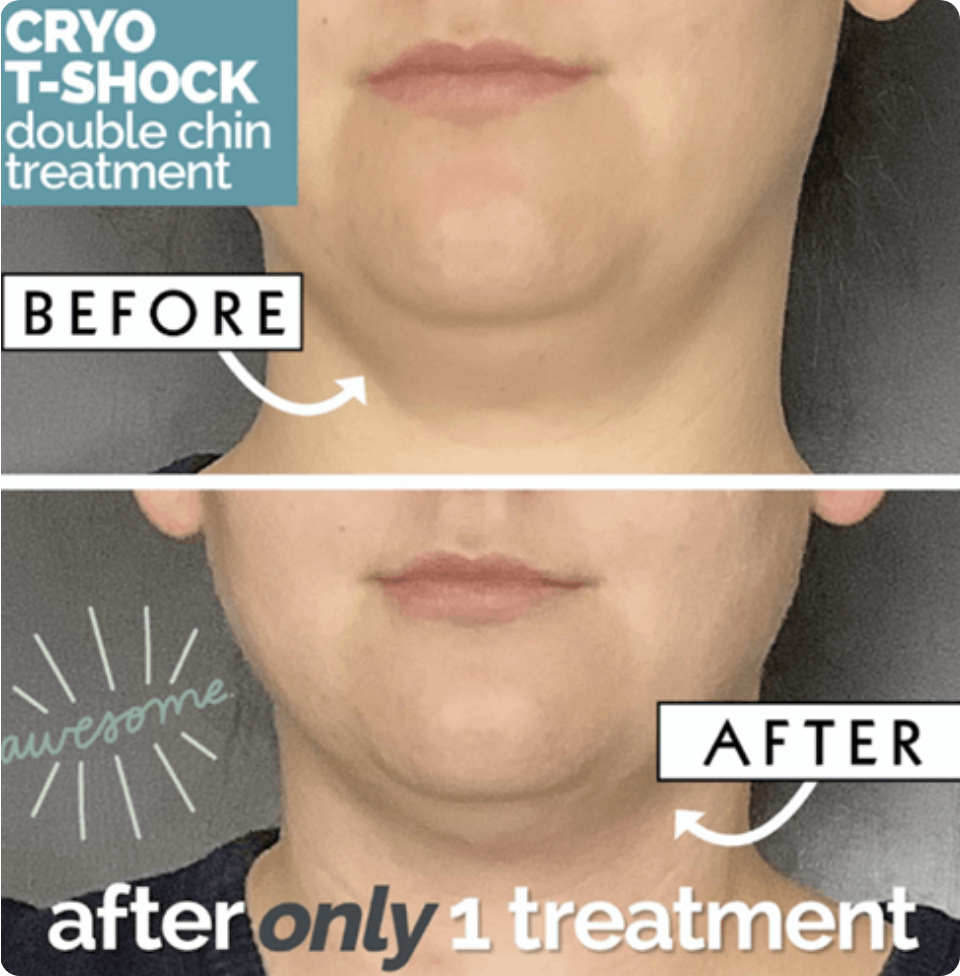 CRYO
T-SHOCK
double chin
treatment
BEFORE
awesome
AFTER
after only 1 treatment